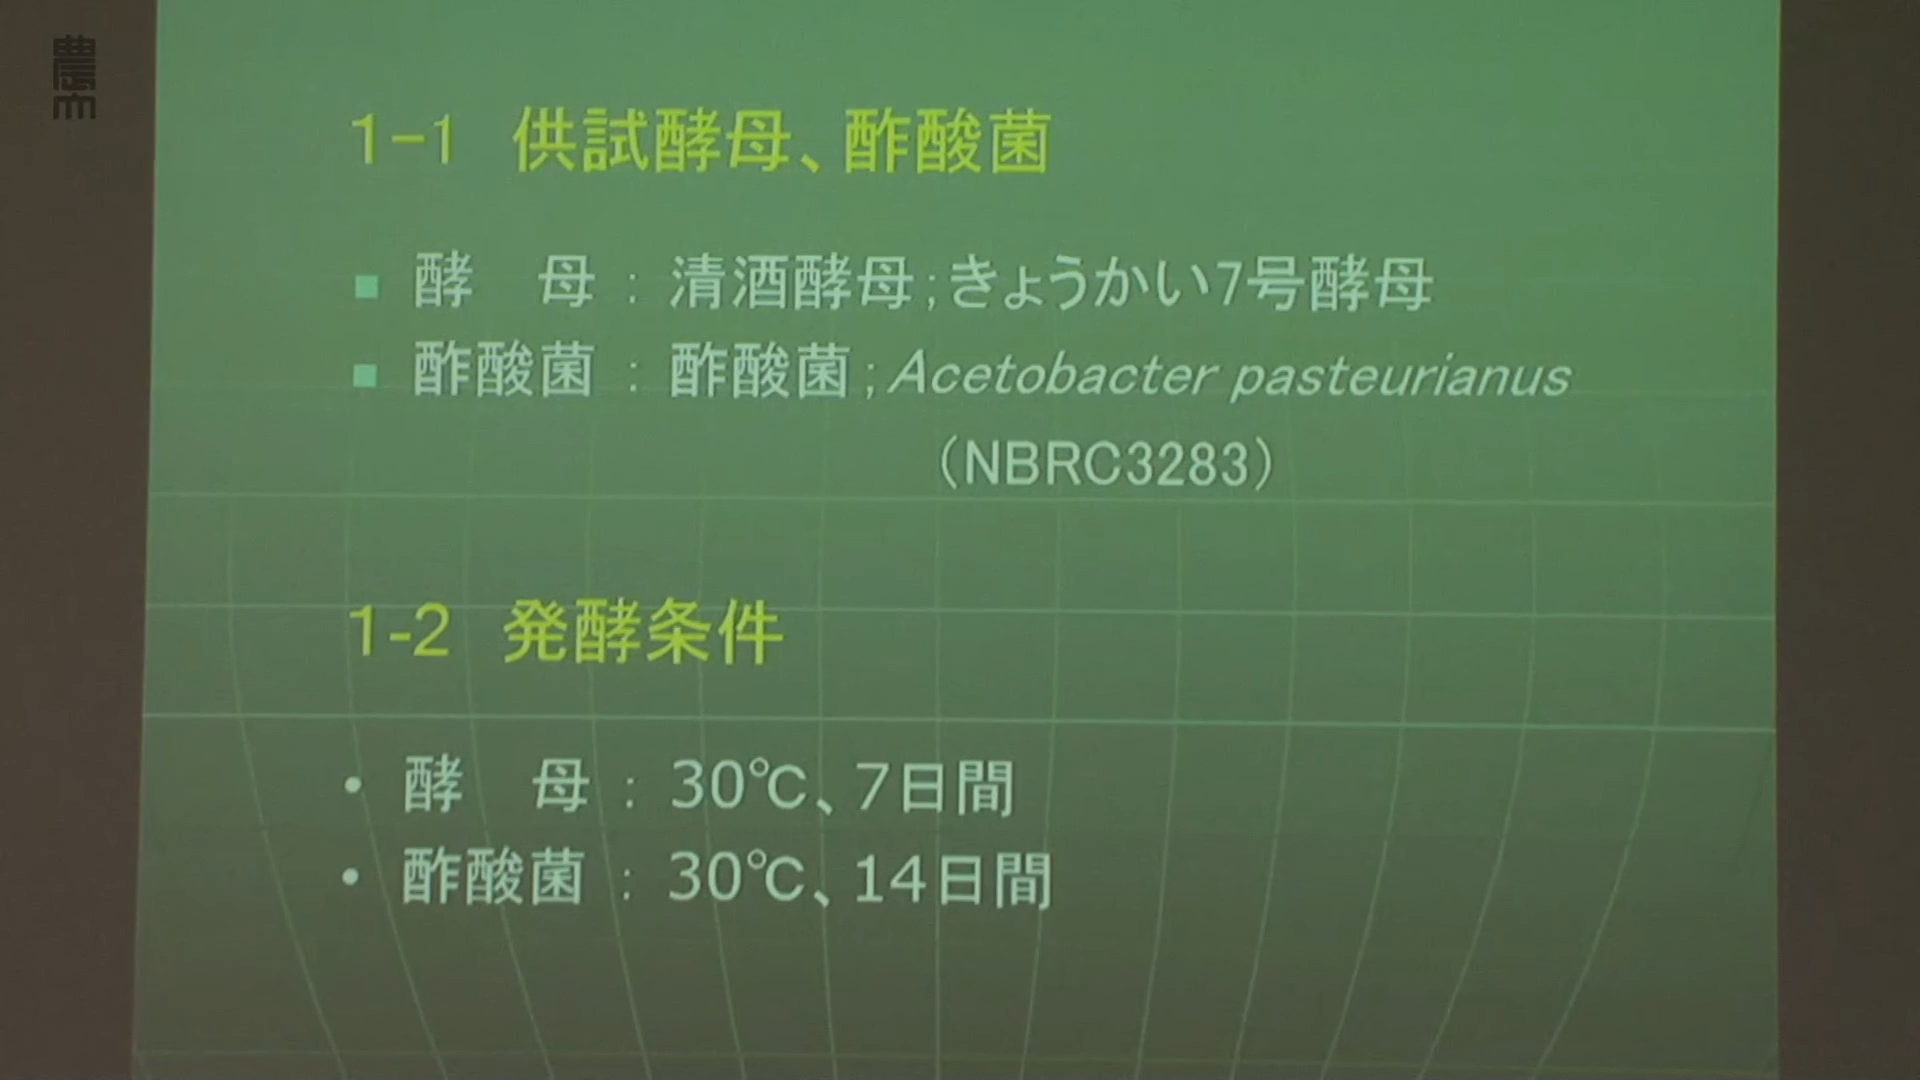 1-1 供試酵母、酢酸菌
■ 酵　母 : 清酒酵母;きょうかい7号酵母
■ 酢酸菌 : 酢酸菌;Acetobacter pasteurianus
（NBRC3283）
1-2 発酵条件
• 酵　母 : 30℃、7日間
• 酢酸菌 : 30℃、14日間